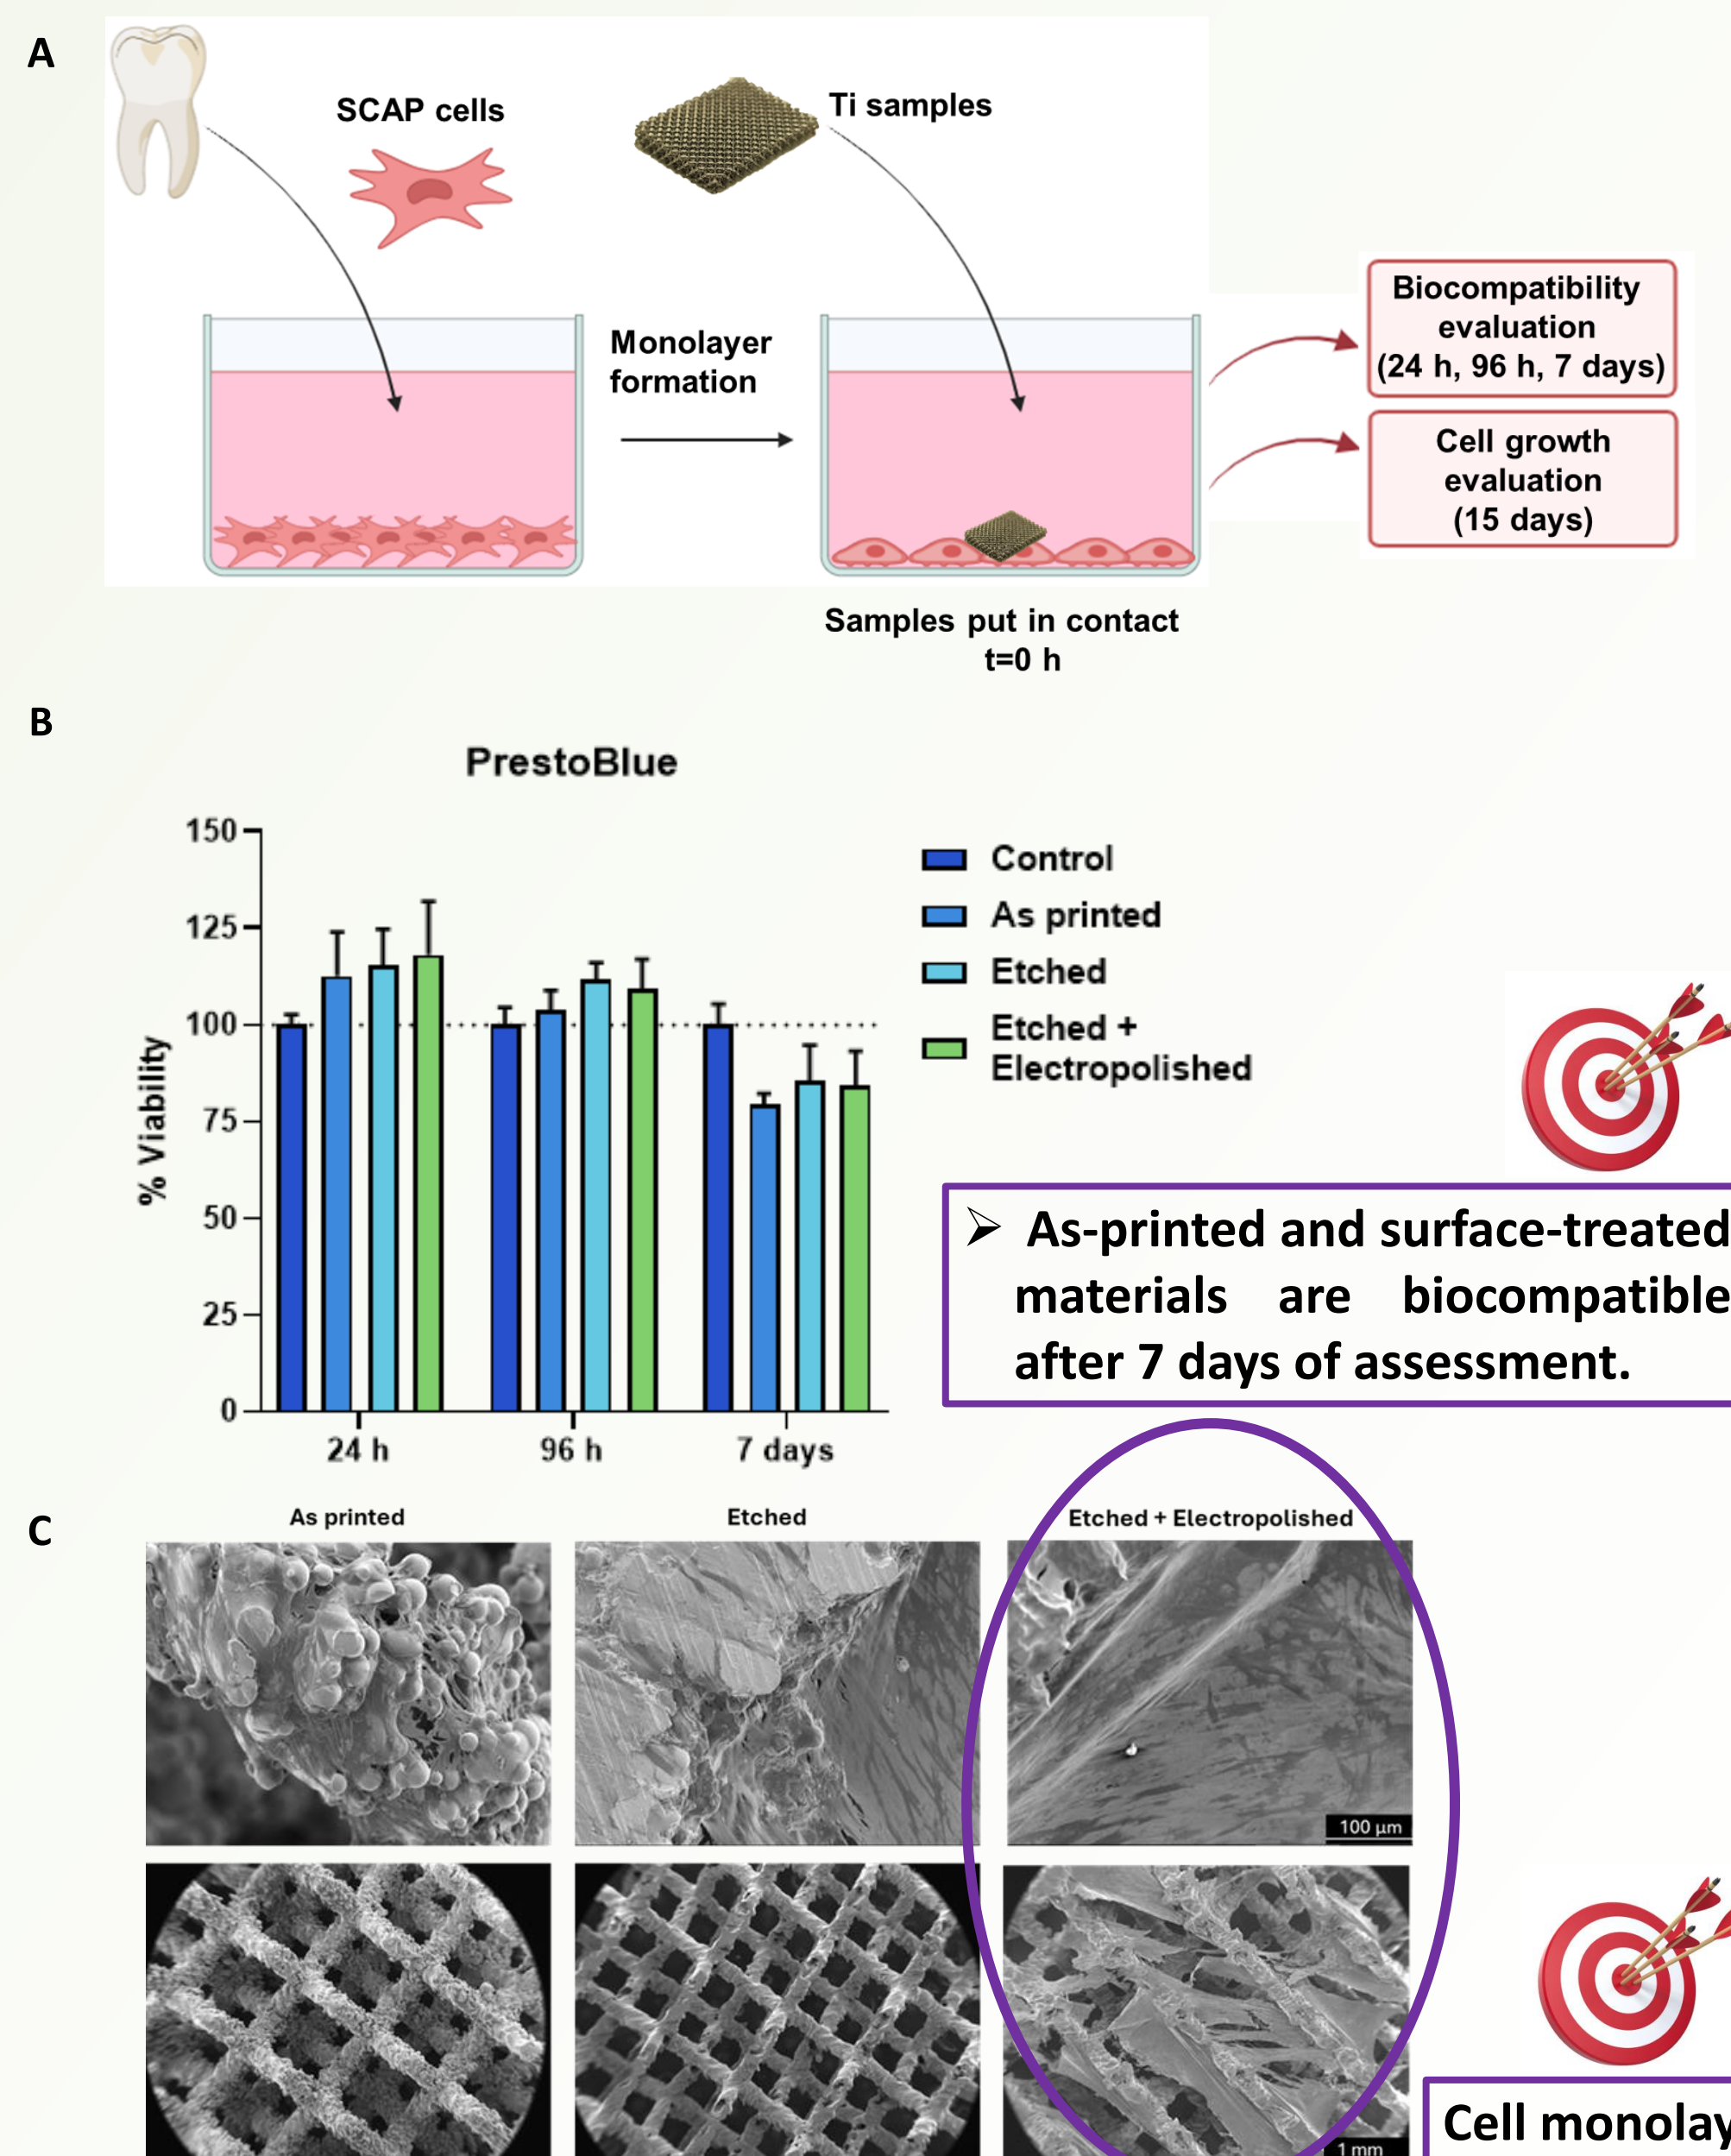 A
SCAP cells
Ti samples
Monolayer
formation
Biocompatibility
evaluation
(24 h, 96 h, 7 days)
Cell growth
evaluation
(15 days)
Samples put in contact
t=0 h
B
PrestoBlue
% Viability
150
125
100
75
50
25
0
24 h
96 h
7 days
Control
As printed
Etched
Etched +
Electropolished
➢ As-printed and surface-treated
materials are biocompatible
after 7 days of assessment.
C
As printed
Etched
Etched + Electropolished
100 µm
1 mm
Cell monolay